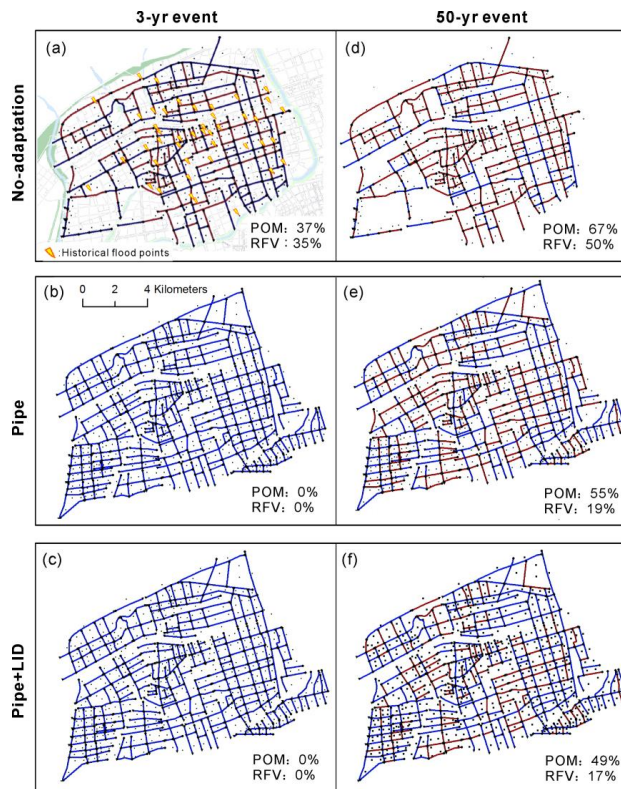 3-yr event
50-yr event
No-adaptation
(a)
:Historical flood points
POM: 37%
RFV：35%
(d)
POM: 67%
RFV: 50%
Pipe
(b)
0 2 4 Kilometers
POM: 0%
RFV: 0%
(e)
POM: 55%
RFV: 19%
Pipe+LID
(c)
POM: 0%
RFV: 0%
(f)
POM: 49%
RFV: 17%